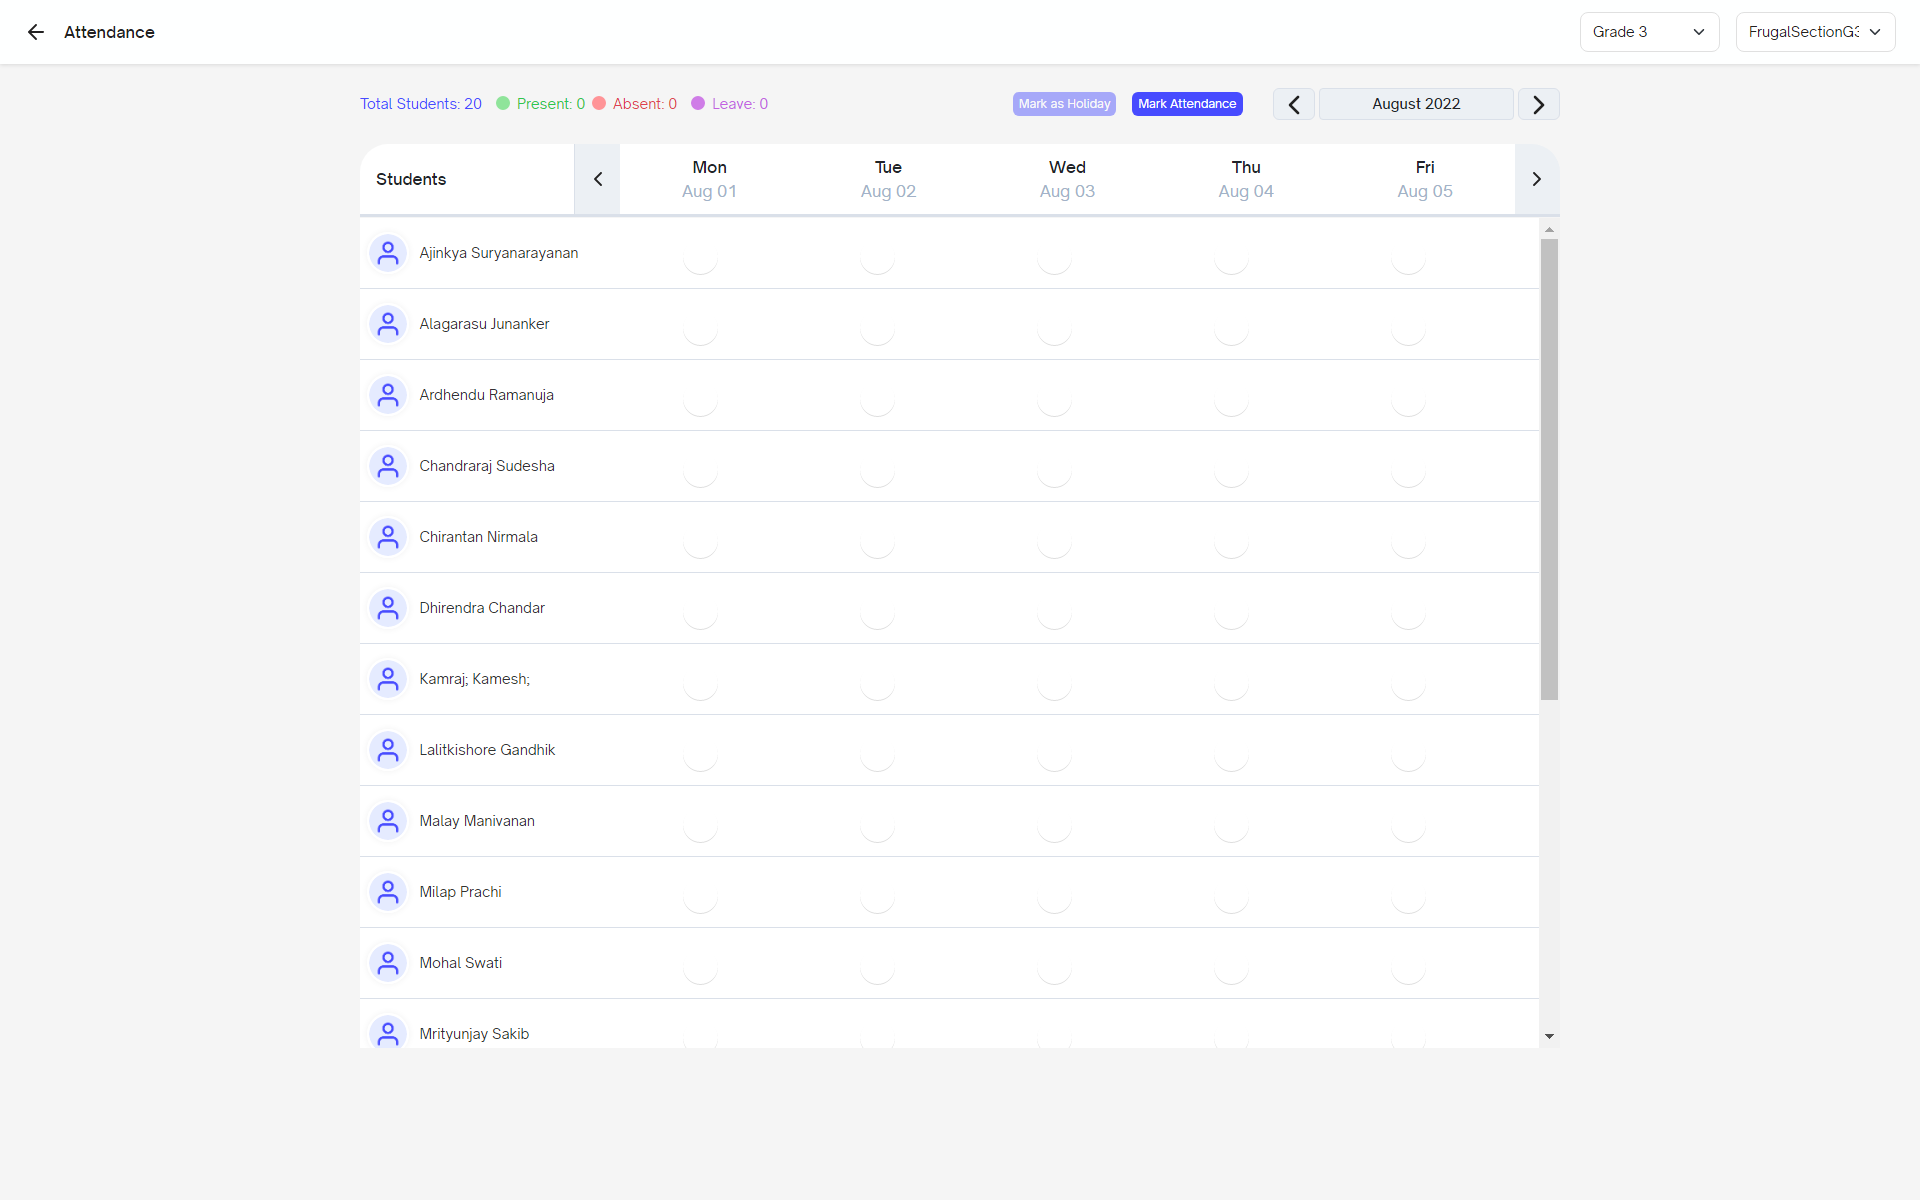 Attendance
Grade 3
FrugalSectionG3
Total Students: 20
Present: 0
Absent: 0
Leave: 0
Mark as Holiday
Mark Attendance
August 2022
Students
Mon
Tue
Wed
Thu
Fri
Aug 01
Aug 02
Aug 03
Aug 04
Aug 05
Ajinkya Suryanarayanan
Alagarasu Junanker
Ardhendu Ramanuja
Chandraraj Sudesha
Chirantan Nirmala
Dhirendra Chandar
Kamraj; Kamesh;
Lalitkishore Gandhik
Malay Manivanan
Milap Prachi
Mohal Swati
Mrityunjay Sakib